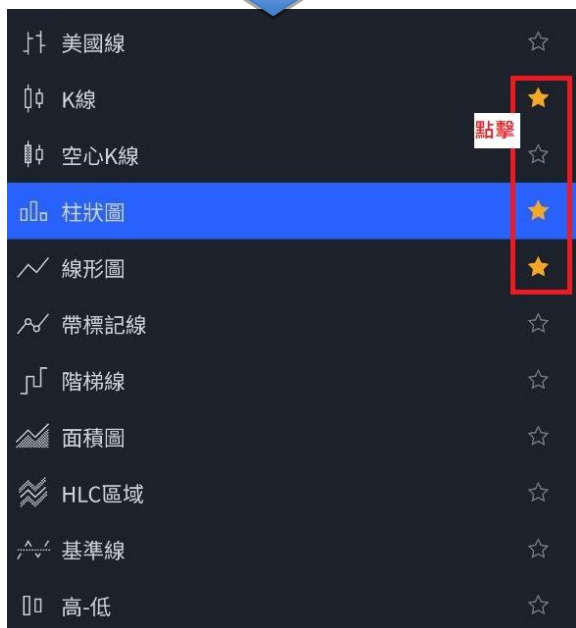 美國線
K線
點擊
空心K線
柱狀圖
線形圖
帶標記線
階梯線
面積圖
HLC區域
基準線
高-低